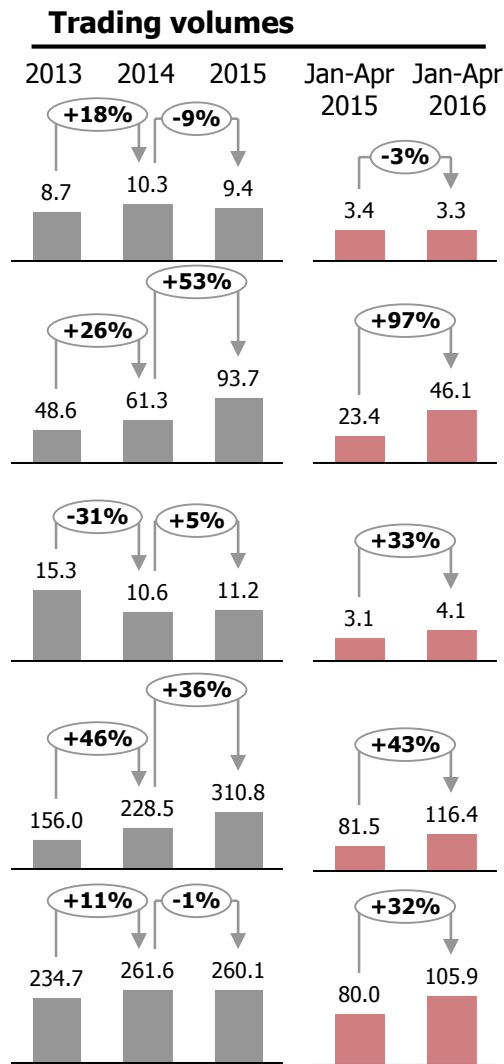 Trading volumes
2013 2014 2015 Jan-Apr 2015 Jan-Apr 2016
+18% -9% -3%
8.7 10.3 9.4 3.4 3.3
+53%
+26% +97%
48.6 61.3 93.7 23.4 46.1
-31% +5% +33%
15.3 10.6 11.2 3.1 4.1
+36%
+46% +43%
156.0 228.5 310.8 81.5 116.4
+11% -1% +32%
234.7 261.6 260.1 80.0 105.9